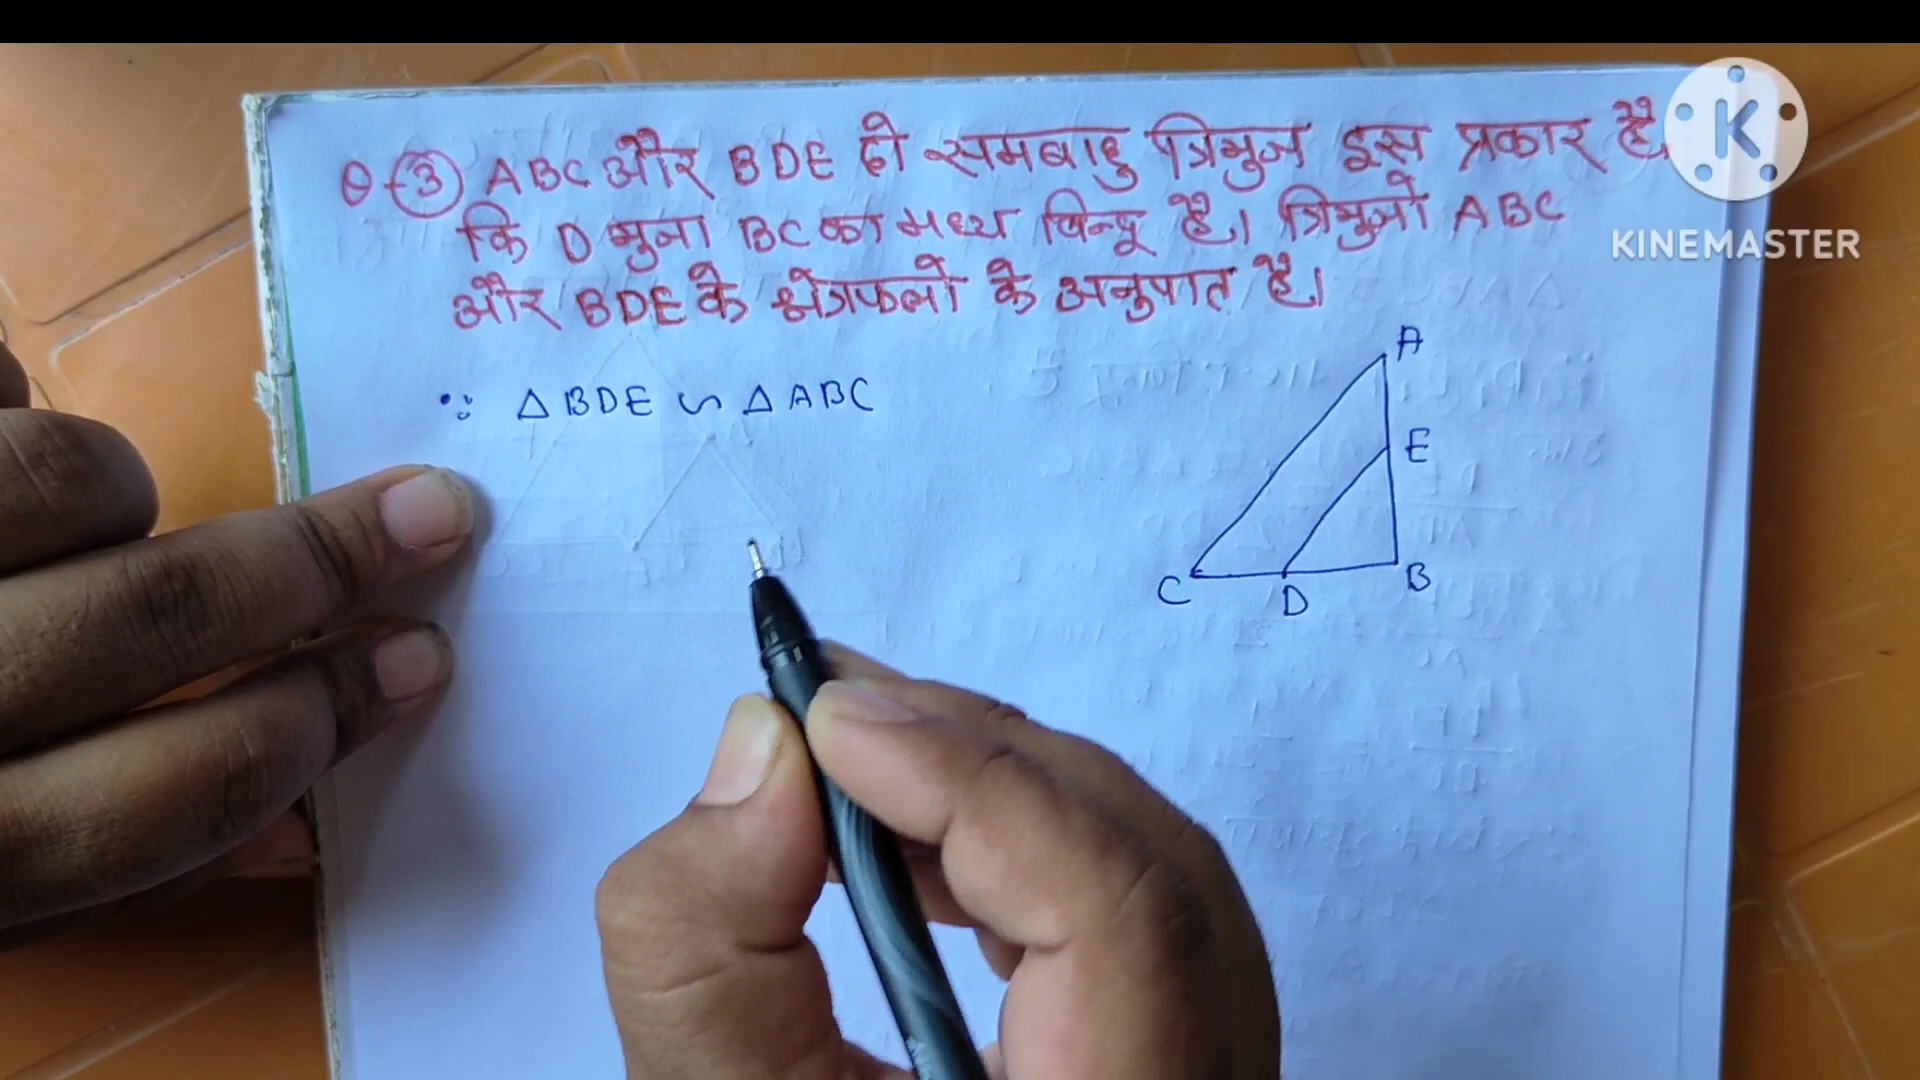 Q-3 ABC और BDE दो समबाहु त्रिभुज इस प्रकार है,
कि D भुजा BC का मध्य बिन्दू है। त्रिभुजो ABC
और BDE के क्षेत्रफलो के अनुपात है।
∵ △BDE ∽ △ABC
A
E
C D B
K
KINEMASTER